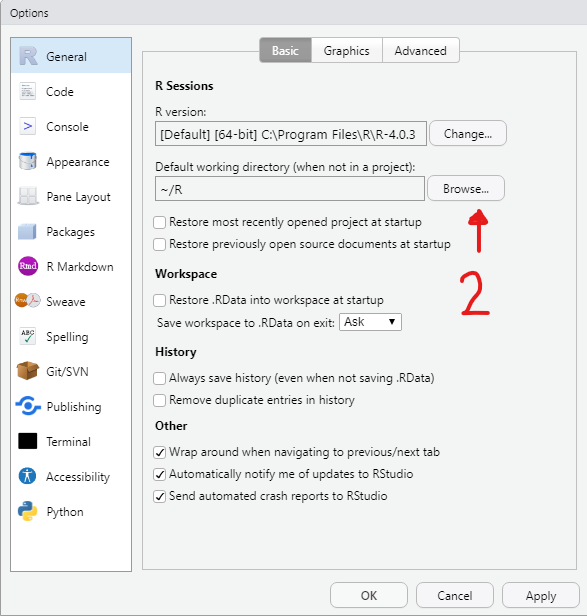 Options
General
Code
Console
Appearance
Pane Layout
Packages
Rmd R Markdown
Sweave
ABC Spelling
Git/SVN
Publishing
Terminal
Accessibility
Python
Basic Graphics Advanced
R Sessions
R version:
[Default] [64-bit] C:\Program Files\R\R-4.0.3 Change...
Default working directory (when not in a project):
~/R Browse...
Restore most recently opened project at startup
Restore previously open source documents at startup
2
Workspace
Restore .RData into workspace at startup
Save workspace to .RData on exit: Ask
History
Always save history (even when not saving .RData)
Remove duplicate entries in history
Other
Wrap around when navigating to previous/next tab
Automatically notify me of updates to RStudio
Send automated crash reports to RStudio
OK Cancel Apply